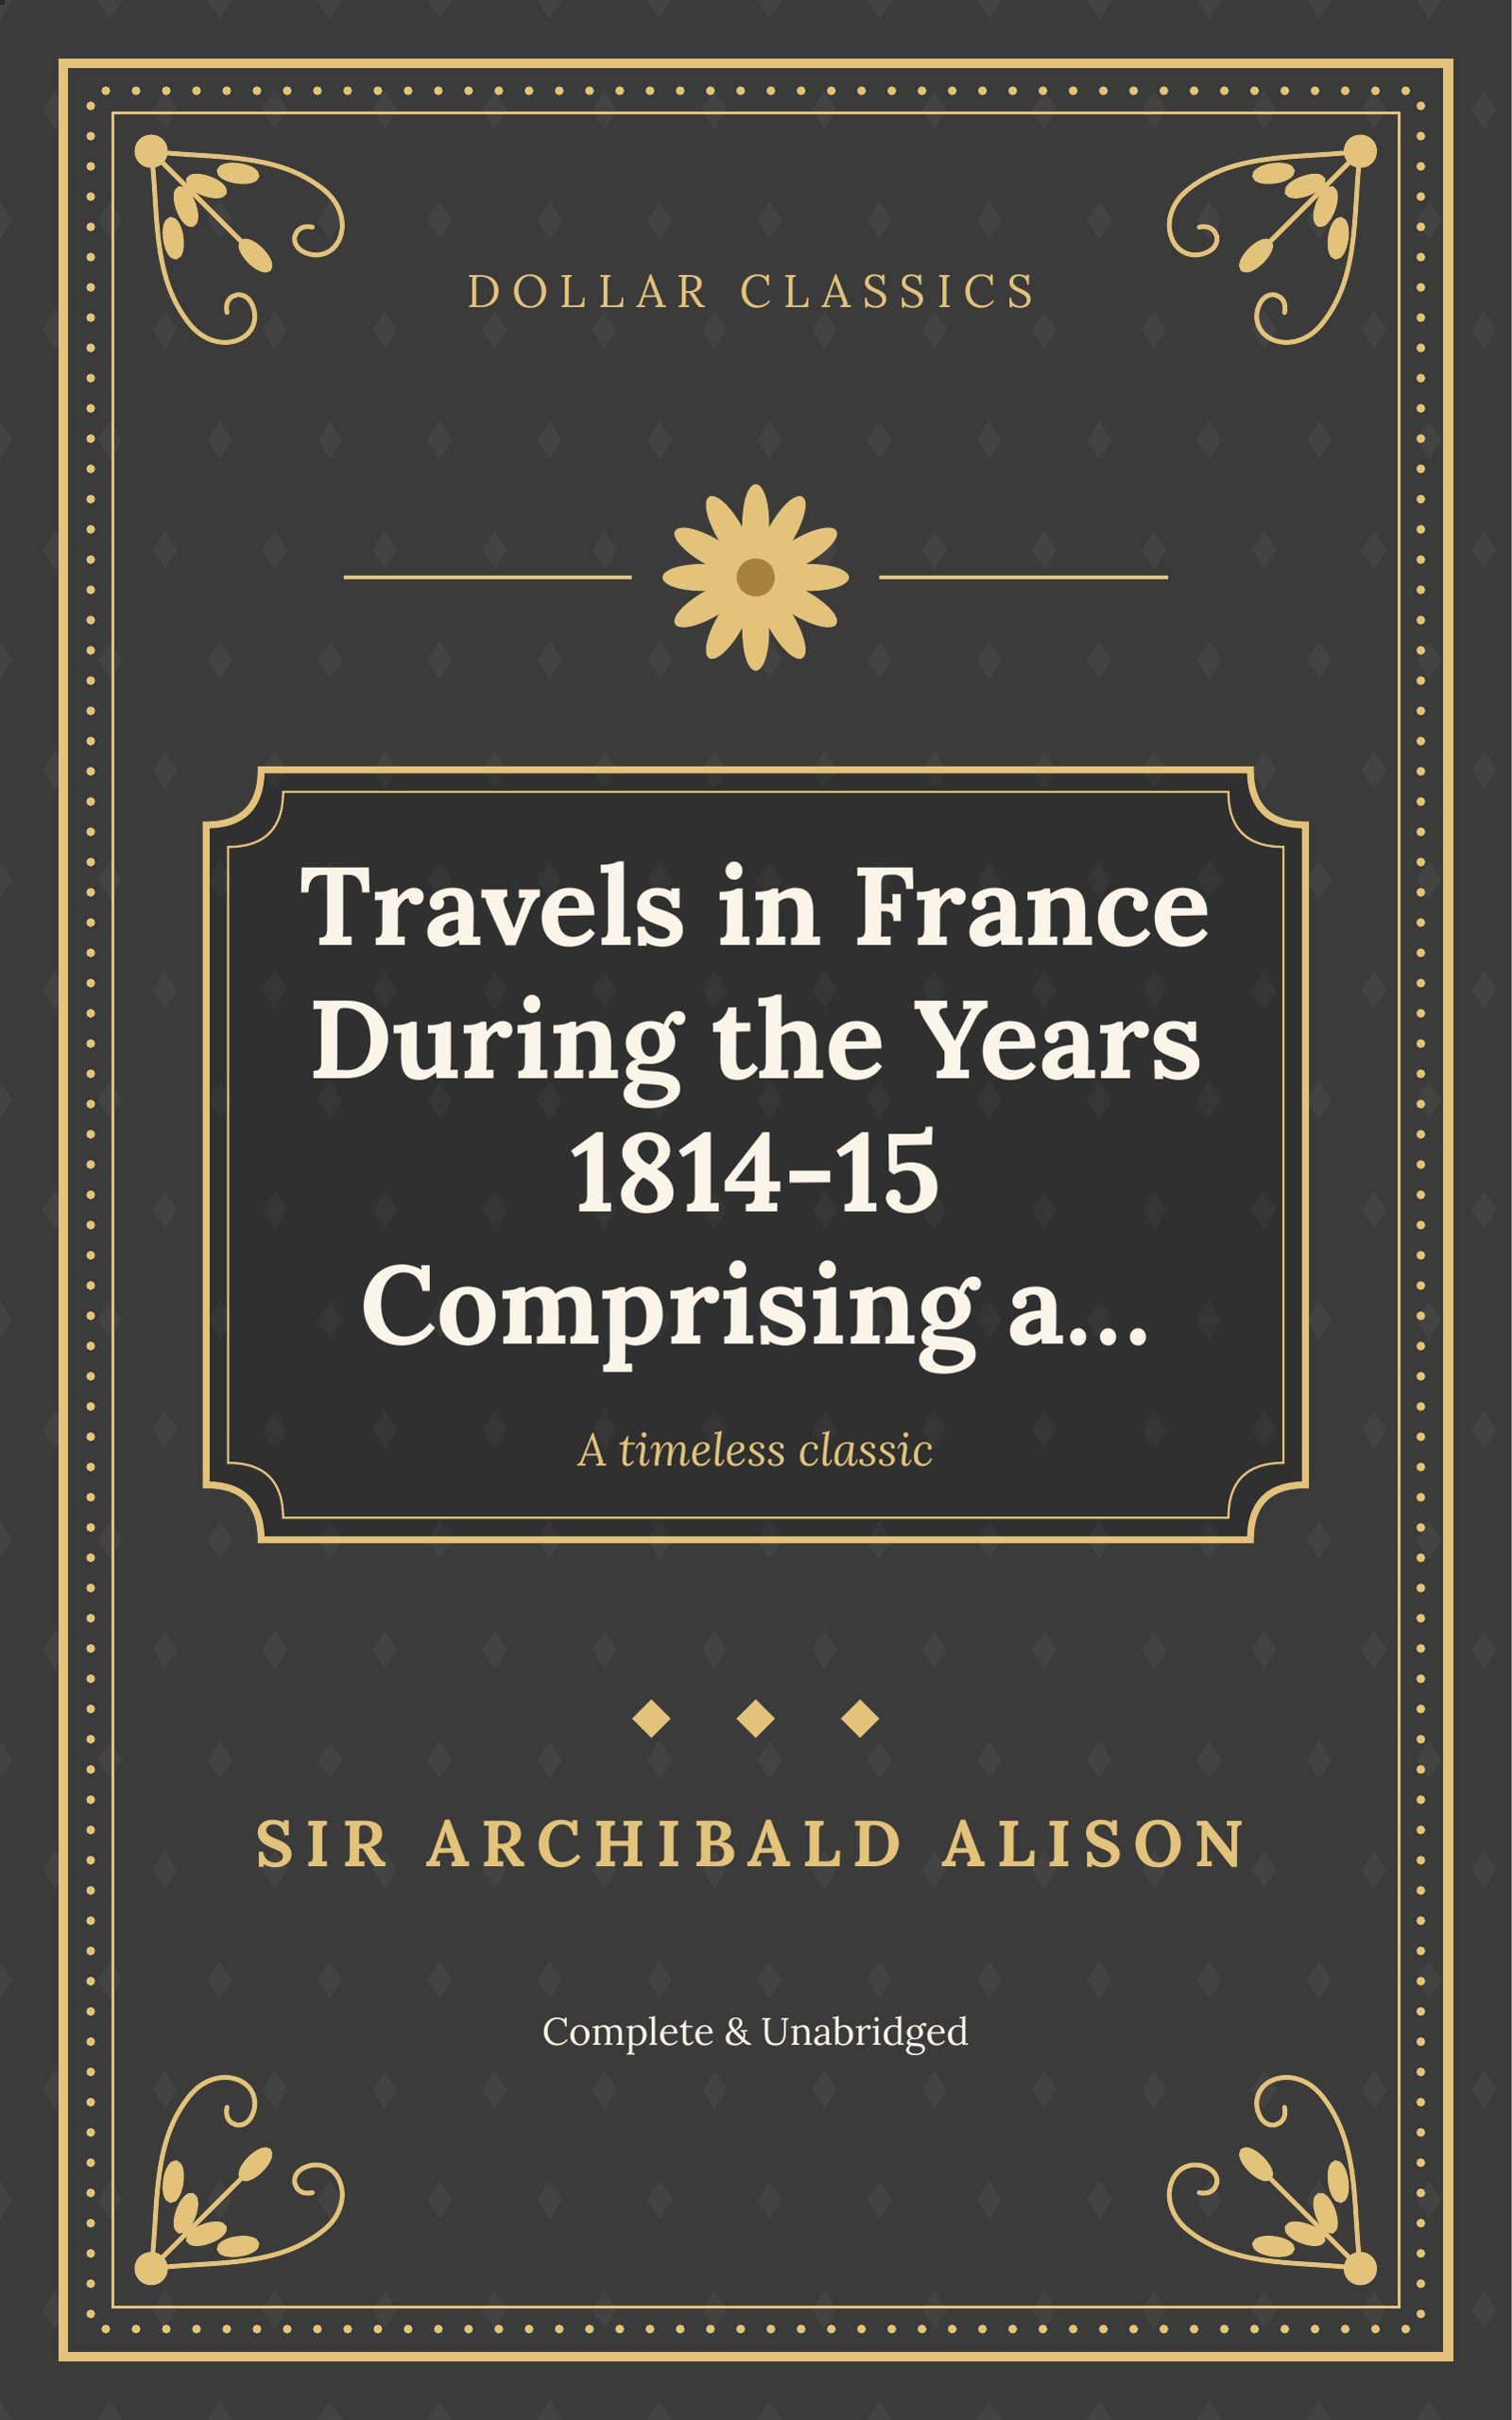 DOLLAR CLASSICS
Travels in France
During the Years
1814–15
Comprising a...
A timeless classic
SIR ARCHIBALD ALISON
Complete & Unabridged